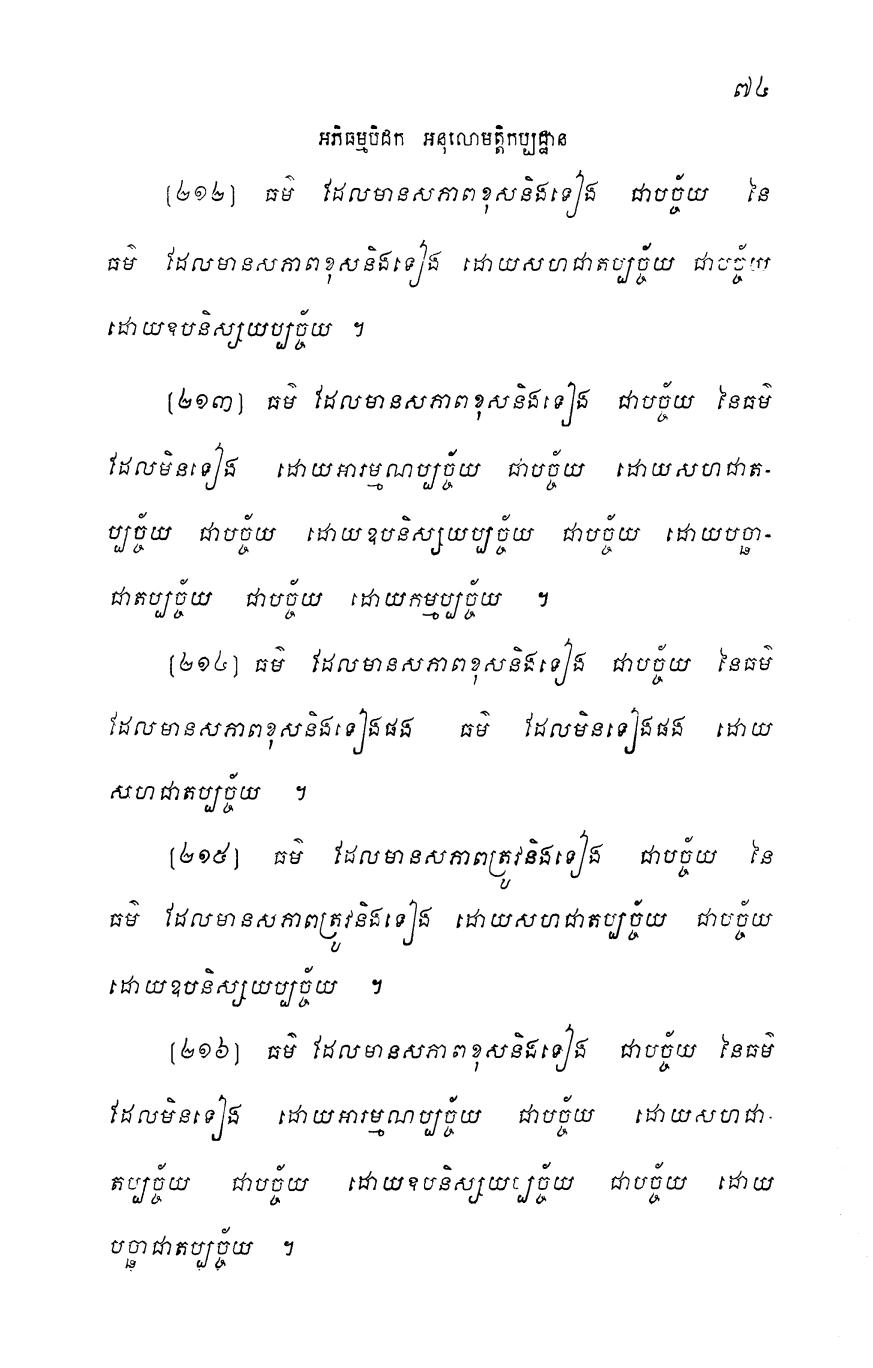 ៧៤
អភិធម្មបិដក អនុលោមត្តិកប្បដ្ឋាន
[២១២] ធម៌ ដែលមានសភាពខុសនិងទៀង ជាបច្ច័យ នៃ
ធម៌ ដែលមានសភាពខុសនិងទៀង ដោយសហជាតប្បច្ច័យ ជាបច្ច័យ
ដោយឧបនិស្សយប្បច្ច័យ ។
[២១៣] ធម៌ ដែលមានសភាពខុសនិងទៀង ជាបច្ច័យ នៃធម៌
ដែលមិនទៀង ដោយអារម្មណប្បច្ច័យ ជាបច្ច័យ ដោយសហជាត-
ប្បច្ច័យ ជាបច្ច័យ ដោយឧបនិស្សយប្បច្ច័យ ជាបច្ច័យ ដោយបច្ឆា-
ជាតប្បច្ច័យ ជាបច្ច័យ ដោយកម្មប្បច្ច័យ ។
[២១៤] ធម៌ ដែលមានសភាពខុសនិងទៀង ជាបច្ច័យ នៃធម៌
ដែលមានសភាពខុសនិងទៀងផង ធម៌ ដែលមិនទៀងផង ដោយ
សហជាតប្បច្ច័យ ។
[២១៥] ធម៌ ដែលមានសភាពត្រូវនិងទៀង ជាបច្ច័យ នៃ
ធម៌ ដែលមានសភាពត្រូវនិងទៀង ដោយសហជាតប្បច្ច័យ ជាបច្ច័យ
ដោយឧបនិស្សយប្បច្ច័យ ។
[២១៦] ធម៌ ដែលមានសភាពខុសនិងទៀង ជាបច្ច័យ នៃធម៌
ដែលមិនទៀង ដោយអារម្មណប្បច្ច័យ ជាបច្ច័យ ដោយសហជា-
តប្បច្ច័យ ជាបច្ច័យ ដោយឧបនិស្សយប្បច្ច័យ ជាបច្ច័យ ដោយ
បច្ឆាជាតប្បច្ច័យ ។